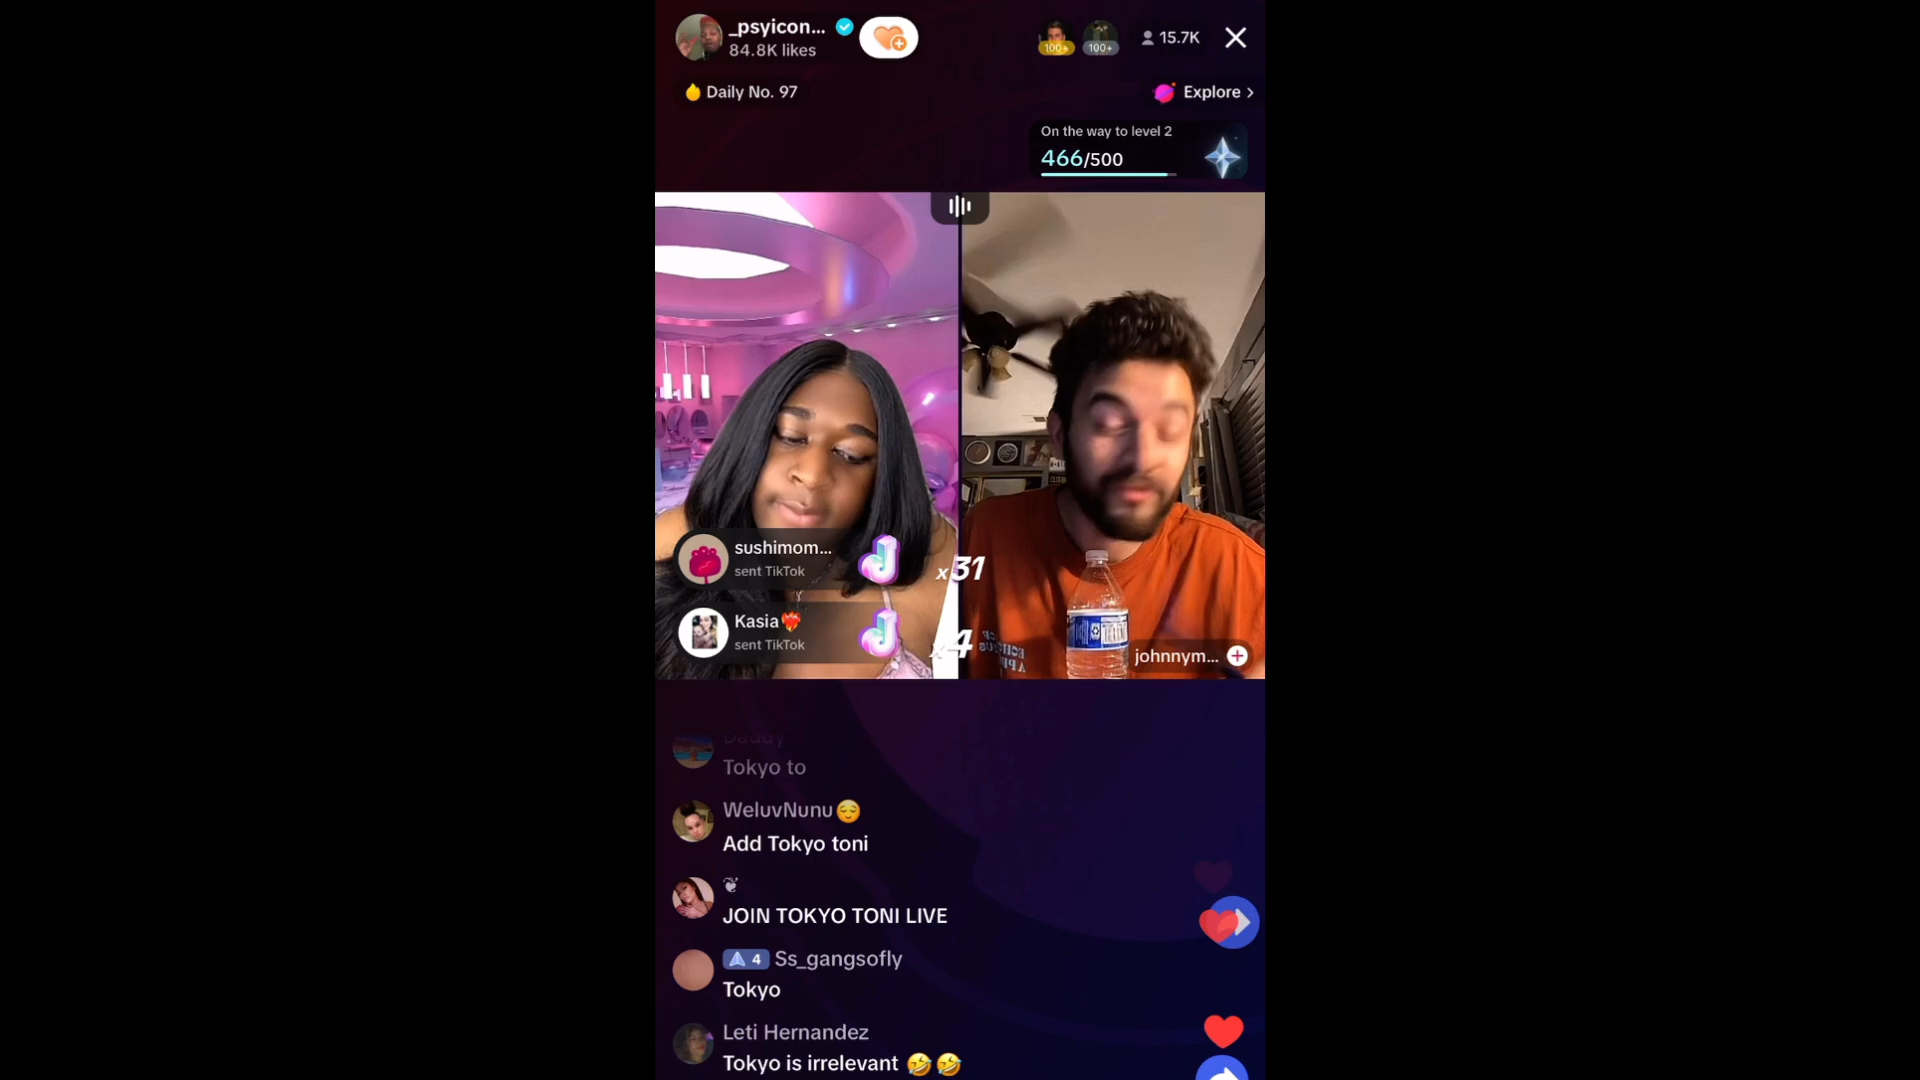 _psyicon...
84.8K likes
100+
100+
15.7K
Daily No. 97
Explore >
On the way to level 2
466/500
sushimom...
sent TikTok
x31
Kasia
sent TikTok
x4
johnnym...
Daddy
Tokyo to
WeluvNunu
Add Tokyo toni
JOIN TOKYO TONI LIVE
4 Ss_gangsofly
Tokyo
Leti Hernandez
Tokyo is irrelevant 🤣🤣